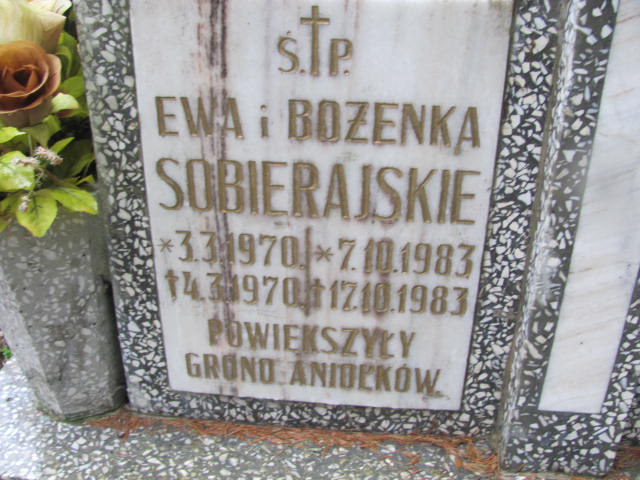 Ś.†P.
EWA i BOŻENKA
SOBIERAJSKIE
*3.3.1970. *7.10.1983
†4.3.1970. †17.10.1983
POWIEKSZYŁY
GRONO ANIOŁKÓW.